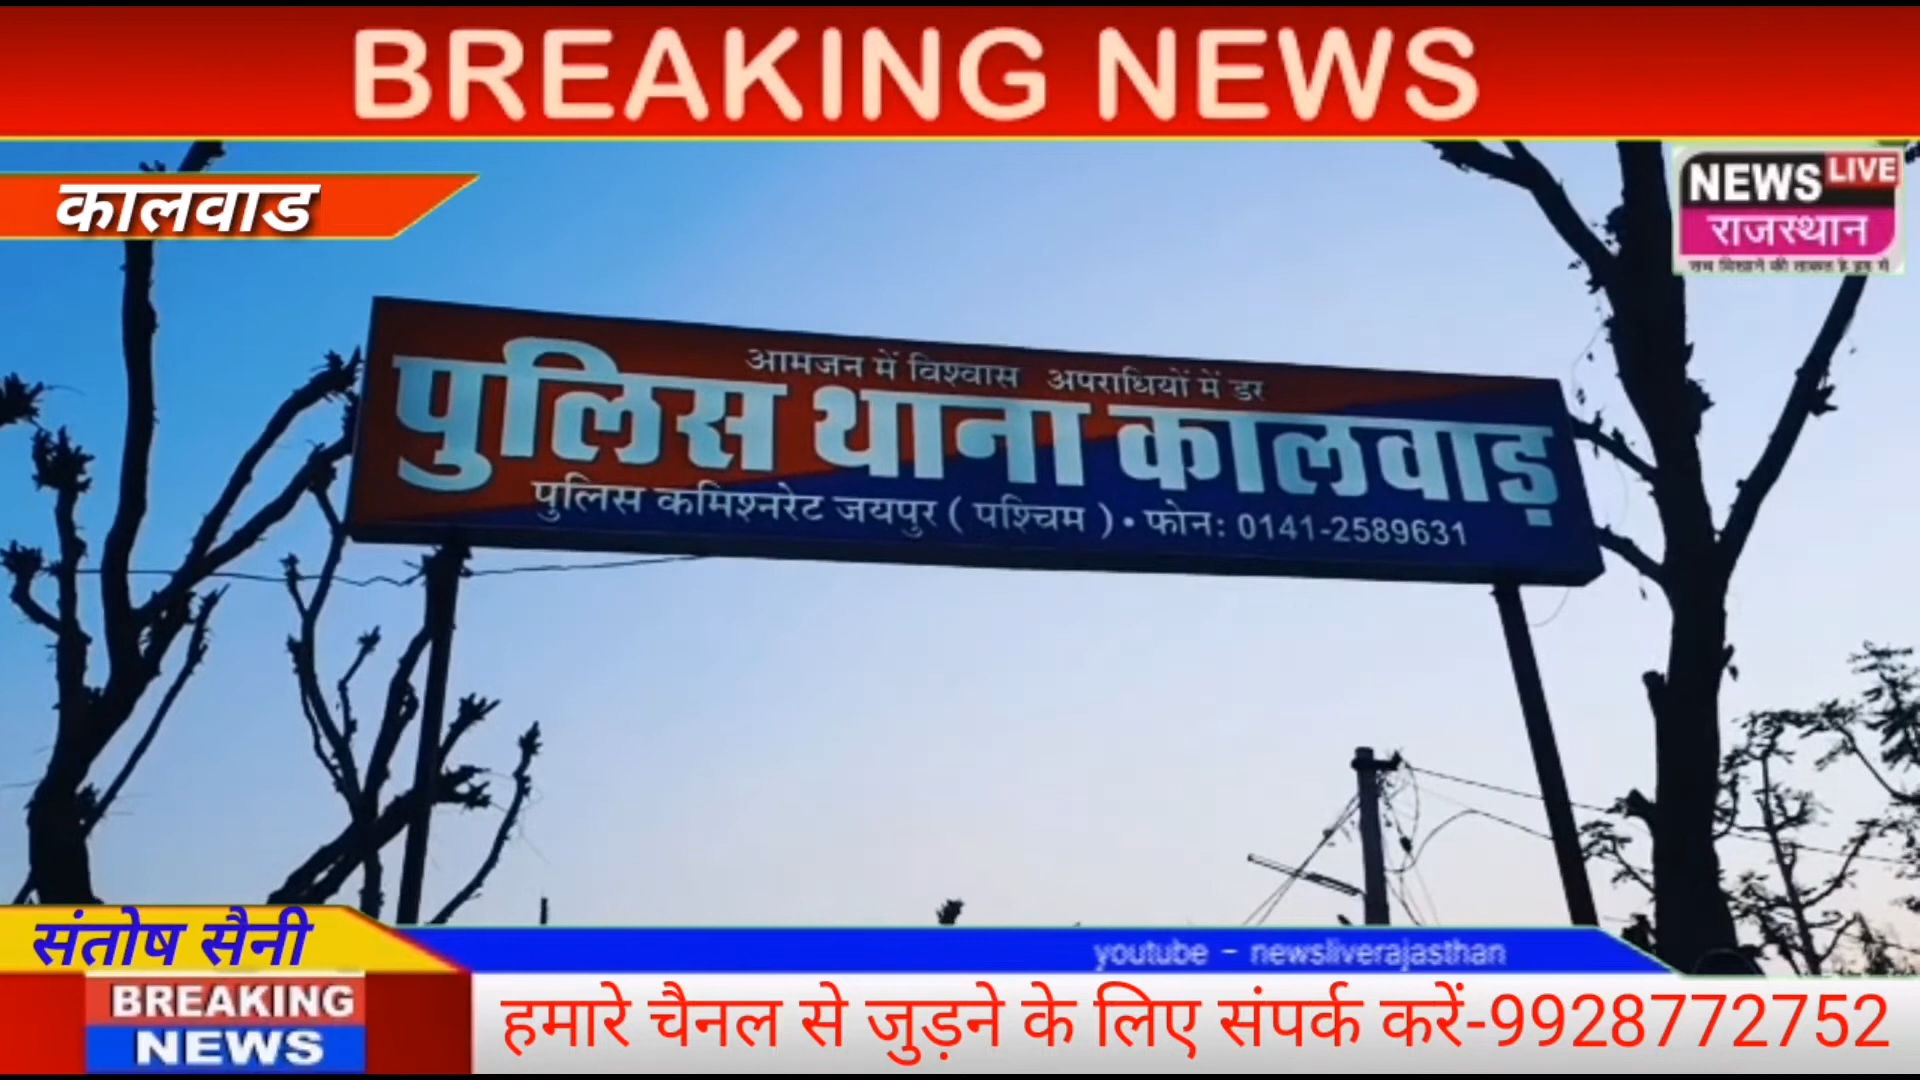 BREAKING NEWS
कालवाड
NEWS LIVE
राजस्थान
आमजन में विश्वास अपराधियों में डर
पुलिस थाना कालवाड़
पुलिस कमिश्नरेट जयपुर ( पश्चिम ) • फोन: 0141-2589631
संतोष सैनी
youtube - newsliverajasthan
BREAKING
NEWS
हमारे चैनल से जुड़ने के लिए संपर्क करें-9928772752